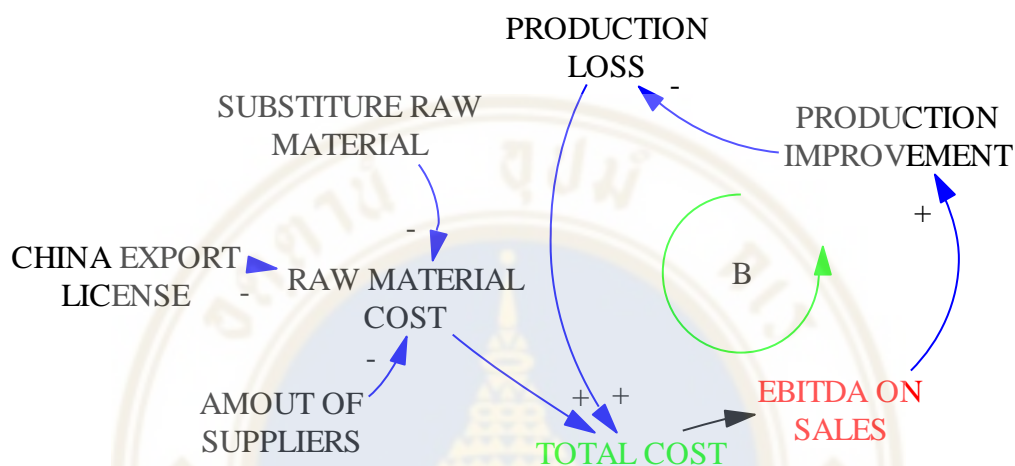 PRODUCTION
LOSS
-
SUBSTITURE RAW
MATERIAL
PRODUCTION
IMPROVEMENT
-
+
CHINA EXPORT
LICENSE
-
RAW MATERIAL
COST
B
-
AMOUT OF
SUPPLIERS
+ +
TOTAL COST
EBITDA ON
SALES